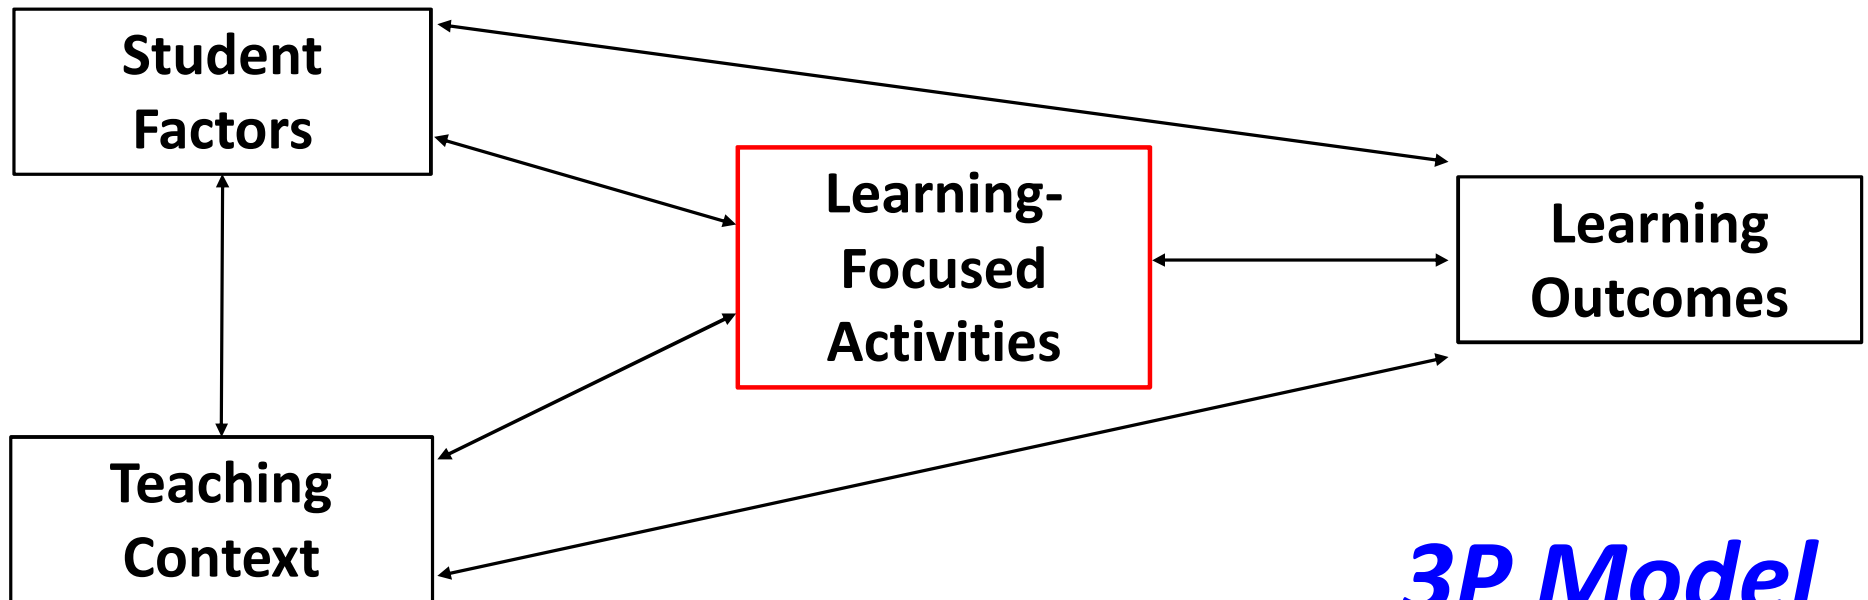 Student
Factors
Learning-
Focused
Activities
Learning
Outcomes
Teaching
Context
3P Model